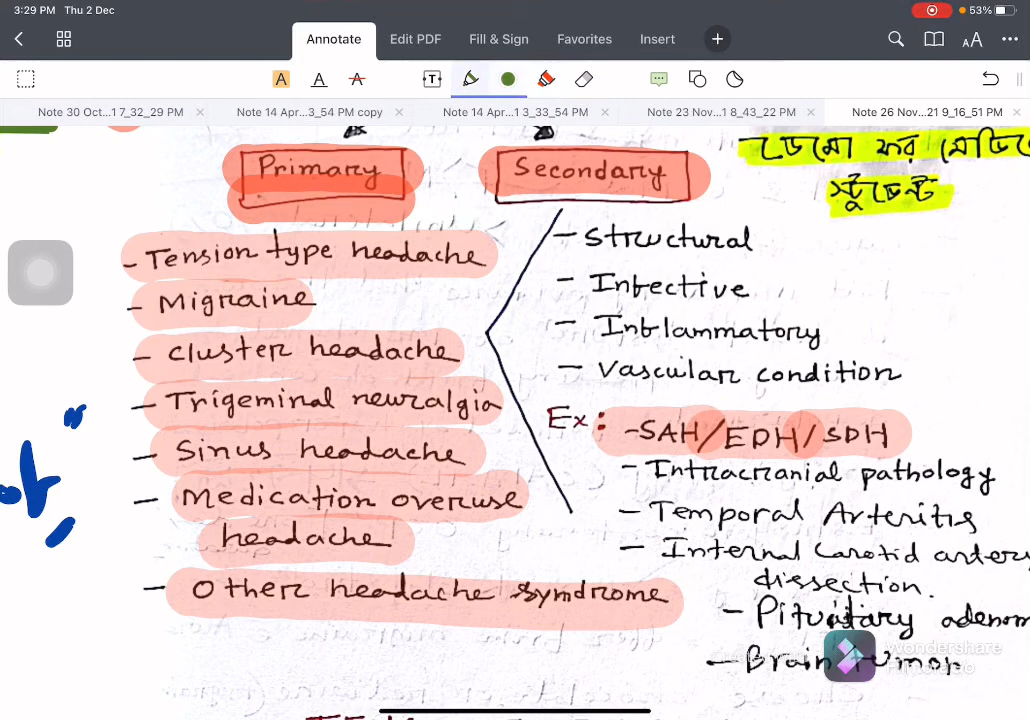 3:29 PM Thu 2 Dec
53%
Annotate
Edit PDF
Fill & Sign
Favorites
Insert
Note 30 Oct...1 7_32_29 PM
Note 14 Apr...3_54 PM copy
Note 14 Apr...1 3_33_54 PM
Note 23 Nov...1 8_43_22 PM
Note 26 Nov...21 9_16_51 PM
Primary
- Tension type headache
- Migraine
- Cluster headache
- Trigeminal neuralgia
- Sinus headache
- Medication overuse
headache
- Other headache syndrome
Secondary
- Structural
- Infective
- Inflammatory
- Vascular condition
Ex:
- SAH/EDH/SDH
- Intracranial pathology
- Temporal Arteritis
- Internal Carotid arter
dissection.
- Pituitary adenom
- Brain tumor
ডেমো ফর মেডি
স্টুডেন্ট
wondershare